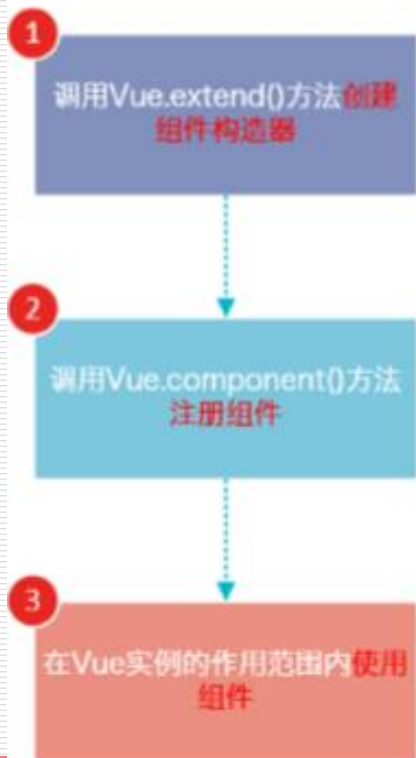 1
调用Vue.extend()方法创建
组件构造器
2
调用Vue.component()方法
注册组件
3
在Vue实例的作用范围内使用
组件